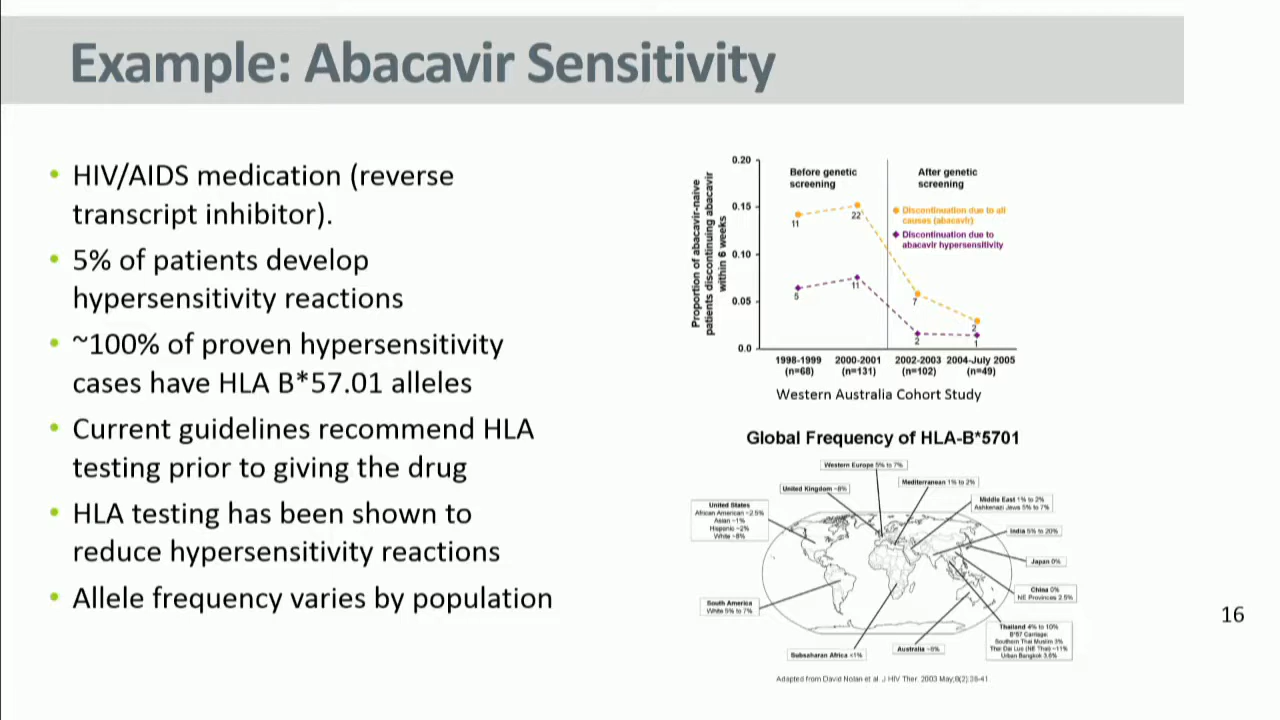 Example: Abacavir Sensitivity
• HIV/AIDS medication (reverse
transcript inhibitor).
• 5% of patients develop
hypersensitivity reactions
• ~100% of proven hypersensitivity
cases have HLA B*57.01 alleles
• Current guidelines recommend HLA
testing prior to giving the drug
• HLA testing has been shown to
reduce hypersensitivity reactions
• Allele frequency varies by population
Proportion of abacavir-naive
patients discontinuing abacavir
within 6 weeks
0.20
0.15
0.10
0.05
0.0
Before genetic
screening
After genetic
screening
Discontinuation due to all
causes (abacavir)
Discontinuation due to
abacavir hypersensitivity
11
22
7
2
5
11
2
1
1998-1999
(n=68)
2000-2001
(n=131)
2002-2003
(n=102)
2004-July 2005
(n=49)
Western Australia Cohort Study
Global Frequency of HLA-B*5701
Western Europe 5% to 7%
United Kingdom ~8%
Mediterranean 1% to 2%
United States
African American ~2.5%
Asian ~1%
Hispanic ~2%
White ~8%
Middle East 1% to 2%
Ashkenazi Jews 5% to 7%
India 5% to 20%
Japan 0%
China 0%
NE Provinces 2.5%
South America
White 5% to 7%
Thailand 4% to 10%
B*57 Carriage:
Southern Thai Muslim 3%
Thai Dai Lue (NE Thai) ~11%
Urban Bangkok 3.6%
Subsaharan Africa <1%
Australia ~8%
Adapted from David Nolan et al. J HIV Ther. 2003 May;8(2):36-41
16